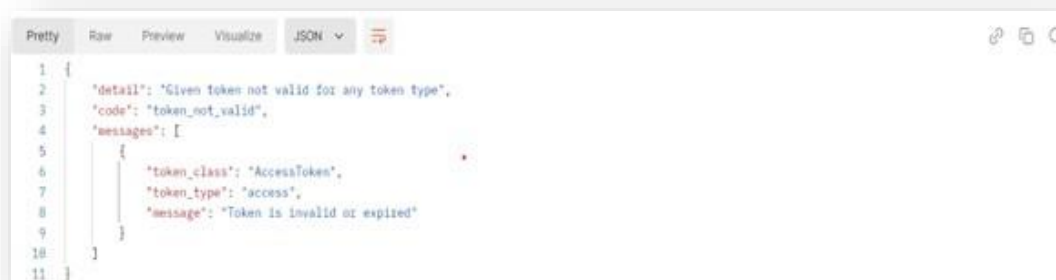 Pretty Raw Preview Visualize JSON
1 {
2 "detail": "Given token not valid for any token type",
3 "code": "token_not_valid",
4 "messages": [
5 {
6 "token_class": "AccessToken",
7 "token_type": "access",
8 "message": "Token is invalid or expired"
9 }
10 ]
11 }